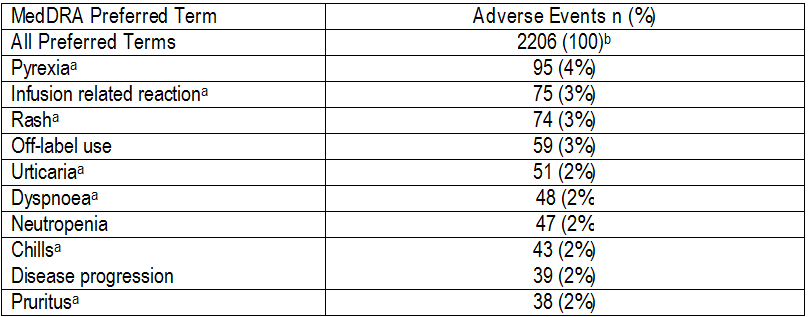 MedDRA Preferred Term Adverse Events n (%)
All Preferred Terms 2206 (100)ᵇ
Pyrexiaᵃ 95 (4%)
Infusion related reactionᵃ 75 (3%)
Rashᵃ 74 (3%)
Off-label use 59 (3%)
Urticariaᵃ 51 (2%)
Dyspnoeaᵃ 48 (2%
Neutropenia 47 (2%
Chillsᵃ 43 (2%)
Disease progression 39 (2%)
Pruritusᵃ 38 (2%)